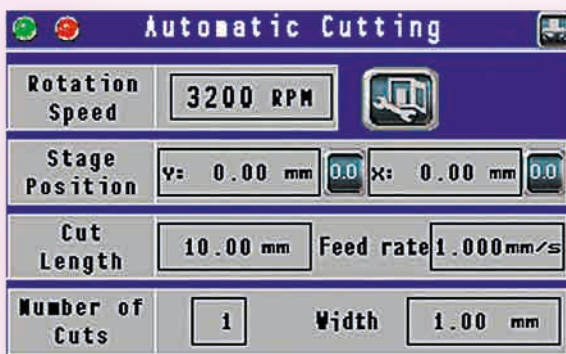 Automatic Cutting
Rotation Speed 3200 RPM
Stage Position Y: 0.00 mm 0.0 X: 0.00 mm 0.0
Cut Length 10.00 mm Feed rate 1.000mm/s
Number of Cuts 1 Width 1.00 mm